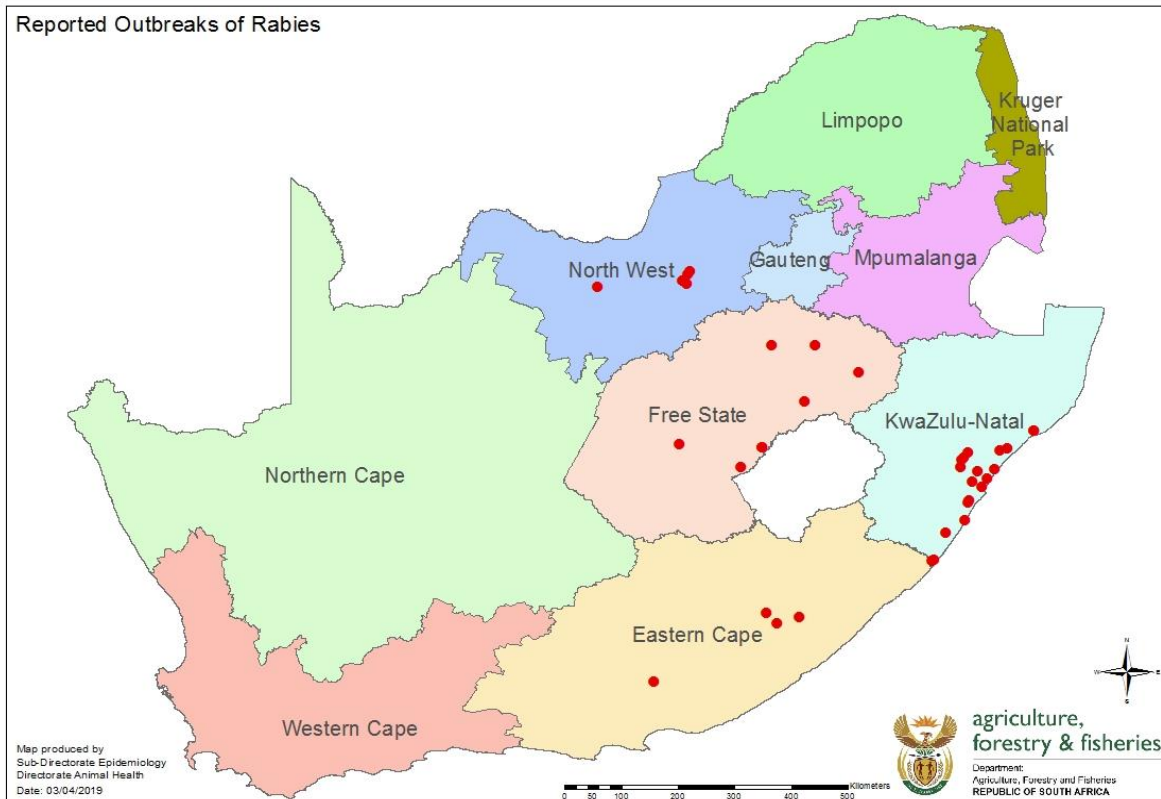 Reported Outbreaks of Rabies
Limpopo
Kruger
National
Park
North West
Gauteng
Mpumalanga
Free State
KwaZulu-Natal
Northern Cape
Eastern Cape
Western Cape
N
W
E
S
Map produced by
Sub-Directorate Epidemiology
Directorate Animal Health
Date: 03/04/2019
Kilometers
0 50 100 200 300 400 500
agriculture,
forestry & fisheries
Department:
Agriculture, Forestry and Fisheries
REPUBLIC OF SOUTH AFRICA